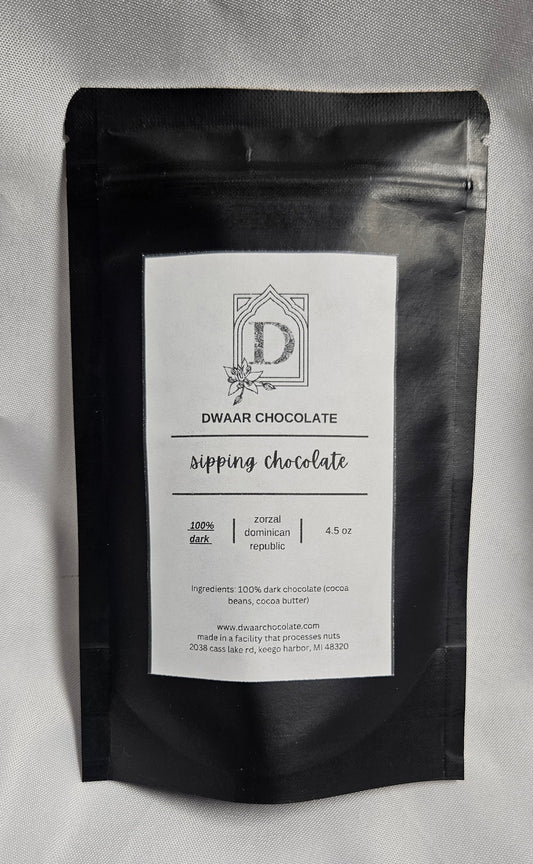 D
DWAAR CHOCOLATE
sipping chocolate
100%
dark
zorzal
dominican
republic
4.5 oz
Ingredients: 100% dark chocolate (cocoa
beans, cocoa butter)
www.dwaarchocolate.com
made in a facility that processes nuts
2038 cass lake rd, keego harbor, MI 48320